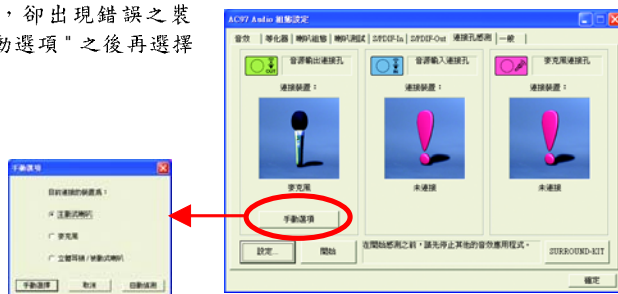 ，卻出現錯誤之裝
動選項"之後再選擇
AC97 Audio 組態設定
音效 等化器 喇叭組態 喇叭測試 S/PDIF-In S/PDIF-Out 連接孔感測 一般
OUT 音源輸出連接孔
音源輸入連接孔
麥克風連接孔
連接裝置：
連接裝置：
連接裝置：
麥克風
未連接
未連接
手動選項
設定...
開始
在開始感測之前，請先停止其他的音效應用程式。
SURROUND-KIT
確定
手動選項
目前連接的裝置為：
主動式喇叭
麥克風
立體耳機/被動式喇叭
手動選擇
取消
自動偵測